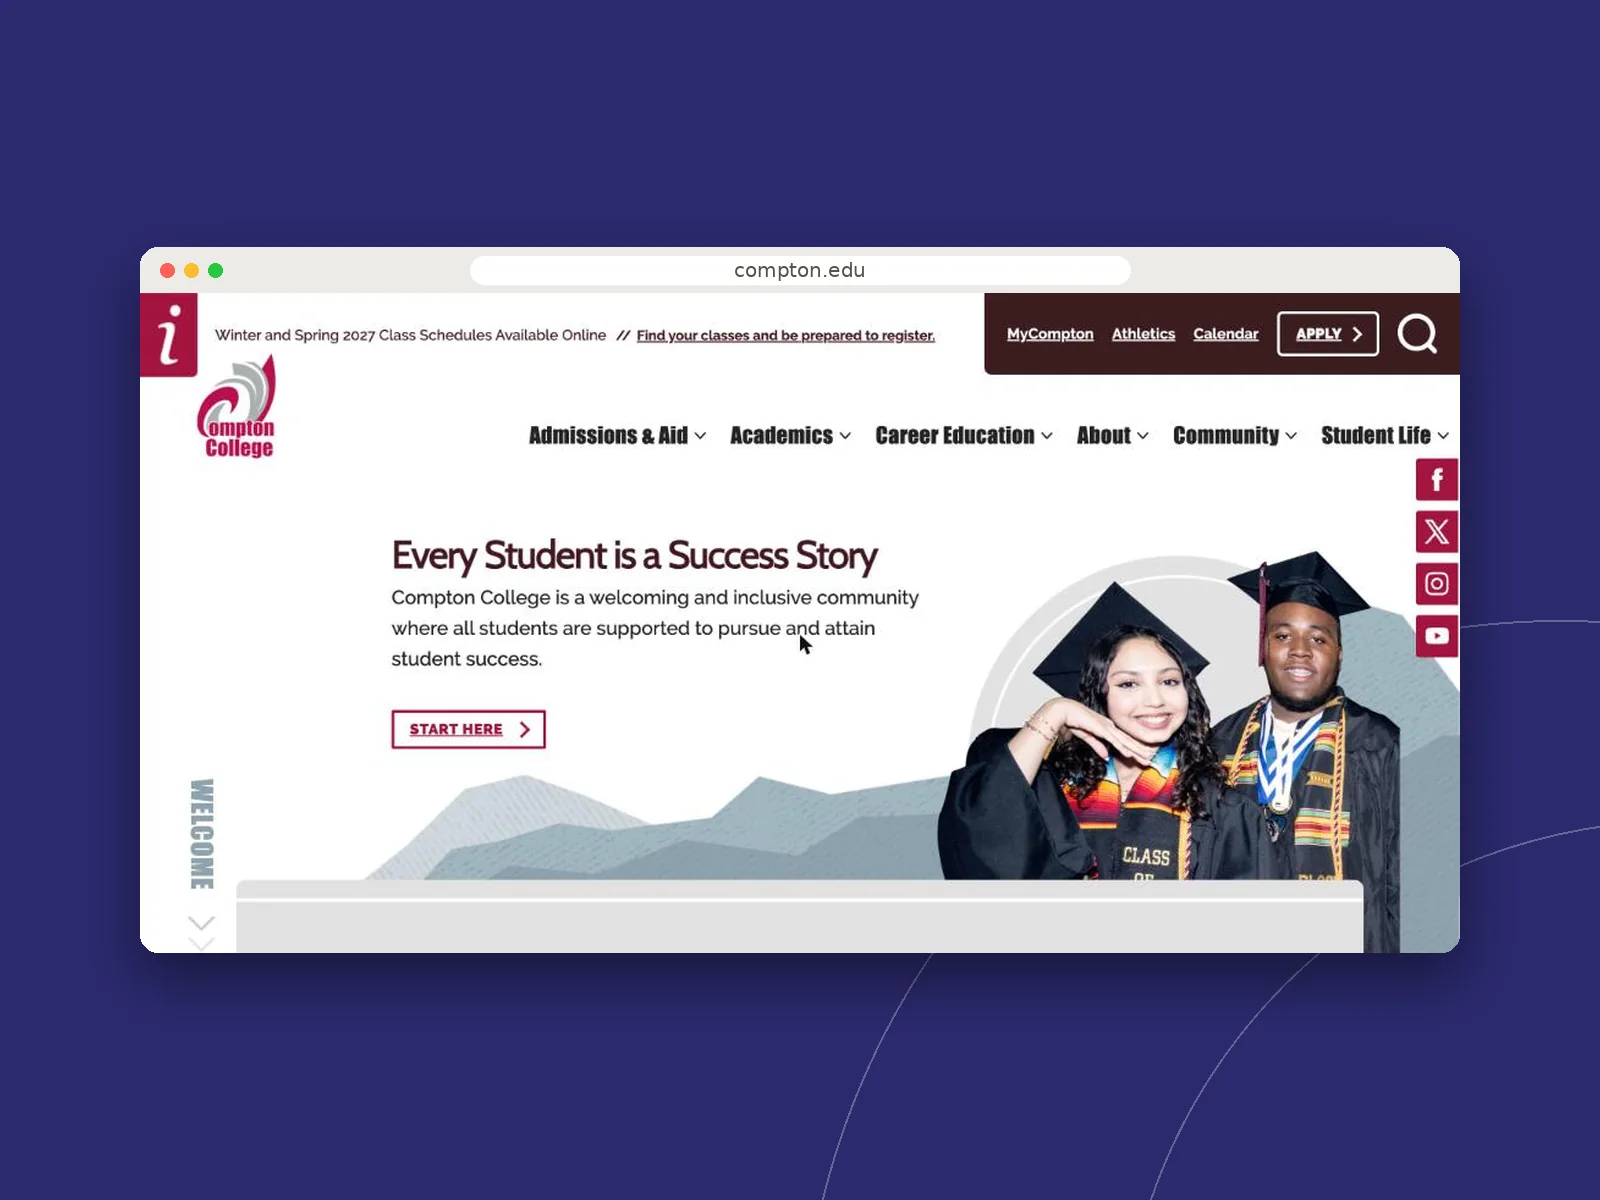 compton.edu
i
Winter and Spring 2027 Class Schedules Available Online // Find your classes and be prepared to register.
MyCompton Athletics Calendar APPLY
Compton
College
Admissions & Aid Academics Career Education About Community Student Life
Every Student is a Success Story
Compton College is a welcoming and inclusive community
where all students are supported to pursue and attain
student success.
START HERE
WELCOME
CLASS
OF